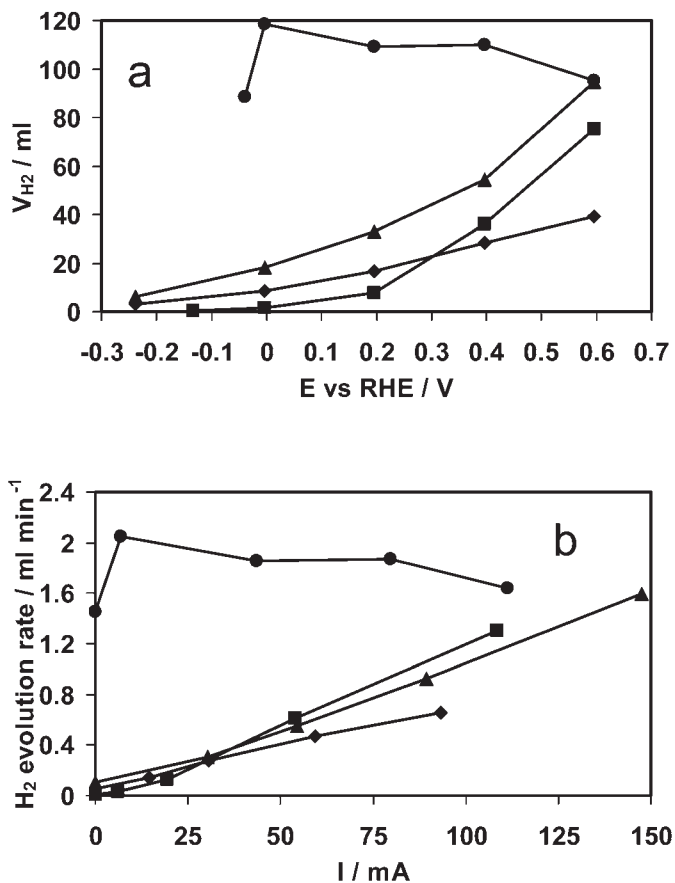 120
100
80
60
40
20
0
V_H2 / ml
a
-0.3 -0.2 -0.1 0 0.1 0.2 0.3 0.4 0.5 0.6 0.7
E vs RHE / V
2.4
2
1.6
1.2
0.8
0.4
0
H₂ evolution rate / ml min⁻¹
b
0 25 50 75 100 125 150
I / mA